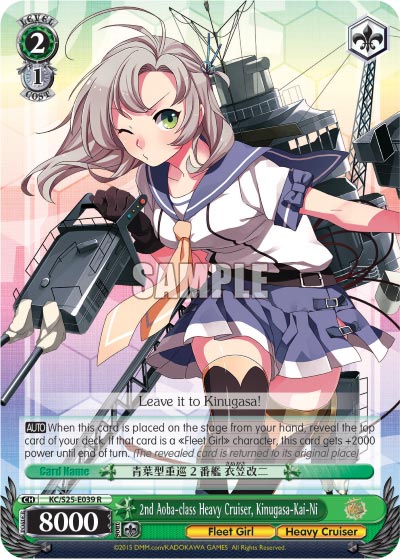 LEVEL
2
1
COST
SAMPLE
Leave it to Kinugasa!
AUTO When this card is placed on the stage from your hand, reveal the top
card of your deck. If that card is a «Fleet Girl» character, this card gets +2000
power until end of turn. (The revealed card is returned to its original place)
Card Name
青葉型重巡2番艦 衣笠改二
CH KC/S25-E039 R
2nd Aoba-class Heavy Cruiser, Kinugasa-Kai-Ni
POWER
8000
SOUL
Fleet Girl
Heavy Cruiser
©2013 DMM.com/KADOKAWA GAMES All Rights Reserved.